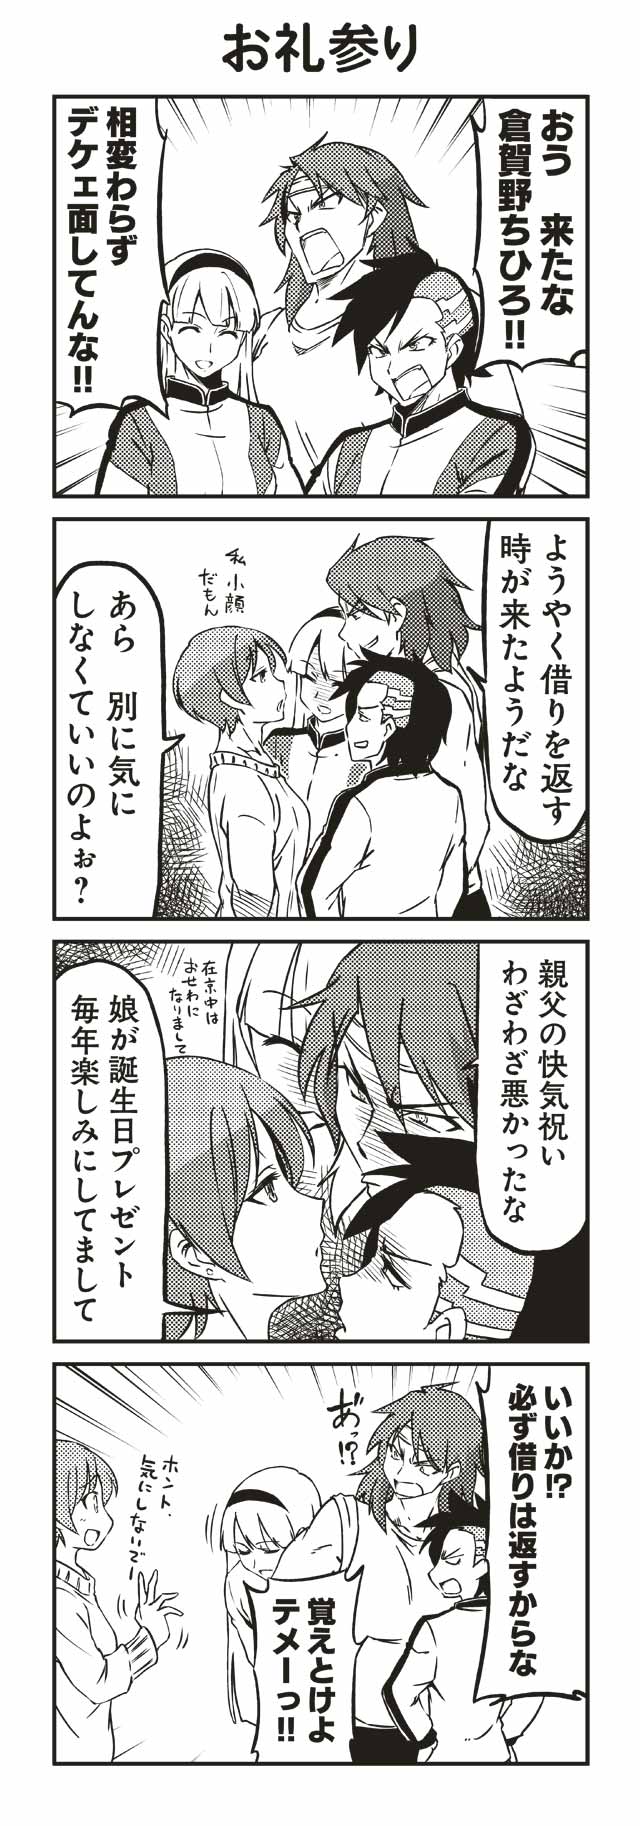 お礼参り
おう　来たな
倉賀野ちひろ!!
相変わらず
デケェ面してんな!!
ようやく借りを返す
時が来たようだな
私 小顔
だもん
あら　別に気に
しなくていいのよぉ？
親父の快気祝い
わざわざ悪かったな
在京中は
おせわに
なりまして
娘が誕生日プレゼント
毎年楽しみにしてまして
いいか!?
必ず借りは返すからな
あ゛っ!?
覚えとけよ
テメーっ!!
ホント、
気にしないでー